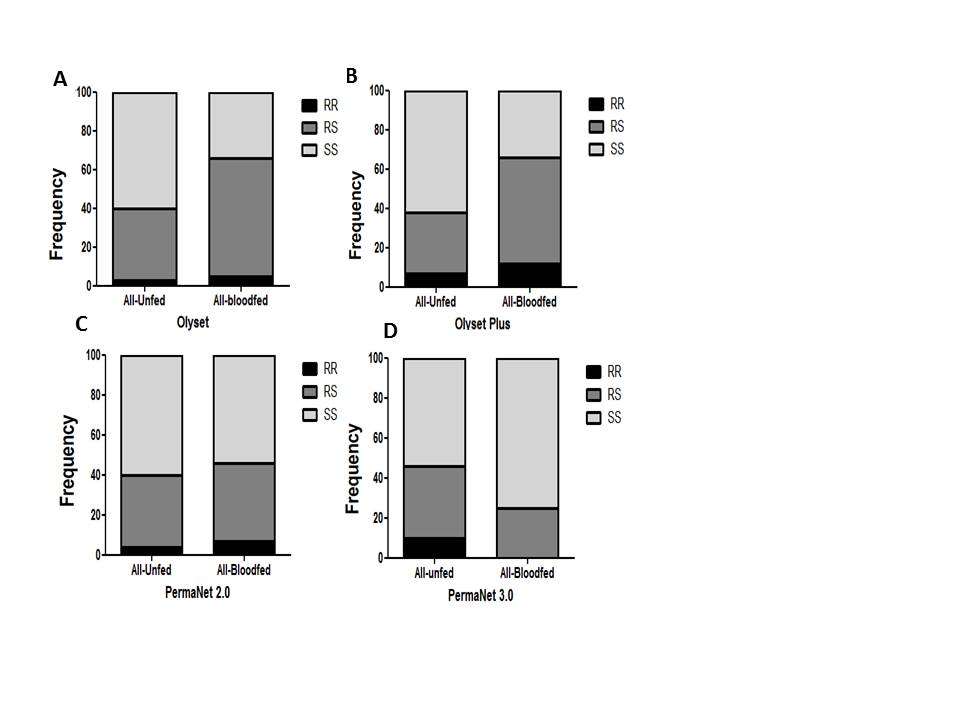 A
Frequency
100
80
60
40
20
0
All-Unfed All-bloodfed
Olyset
RR
RS
SS
B
Frequency
100
80
60
40
20
0
All-Unfed All-Bloodfed
Olyset Plus
RR
RS
SS
C
Frequency
100
80
60
40
20
0
All-Unfed All-Bloodfed
PermaNet 2.0
RR
RS
SS
D
Frequency
100
80
60
40
20
0
All-unfed All-Bloodfed
PermaNet 3.0
RR
RS
SS